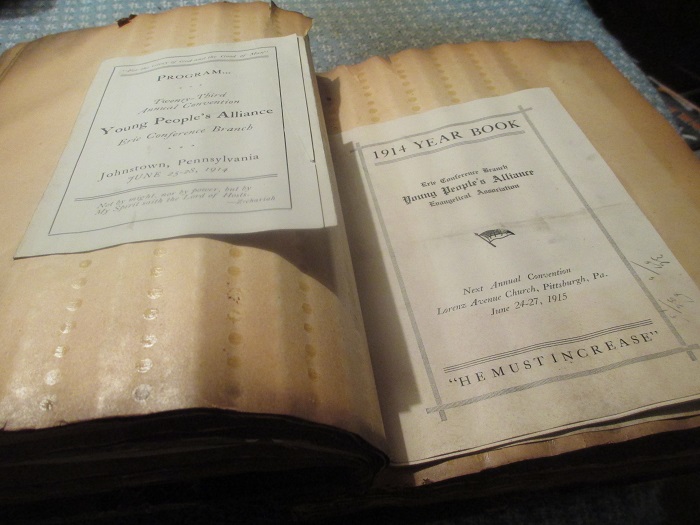 PROGRAM...
Twenty-Third
Annual Convention
Young People's Alliance
Erie Conference Branch
Johnstown, Pennsylvania
JUNE 25-28, 1914
Not by might, nor by power, but by
My Spirit saith the Lord of Hosts.
—Zechariah
1914 YEAR BOOK
Erie Conference Branch
Young People's Alliance
Evangelical Association
Next Annual Convention
Lorenz Avenue Church, Pittsburgh, Pa.
June 24-27, 1915
"HE MUST INCREASE"